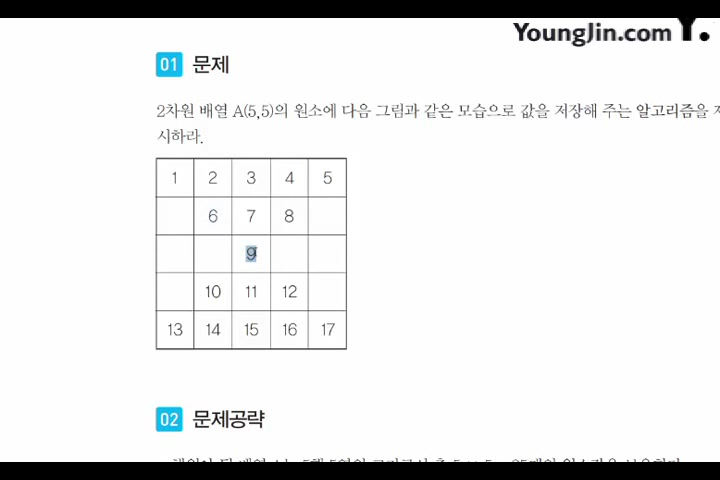 YoungJin.com Y.
01 문제
2차원 배열 A(5,5)의 원소에 다음 그림과 같은 모습으로 값을 저장해 주는 알고리즘을
시하라.
1 2 3 4 5
6 7 8
9
10 11 12
13 14 15 16 17
02 문제공략